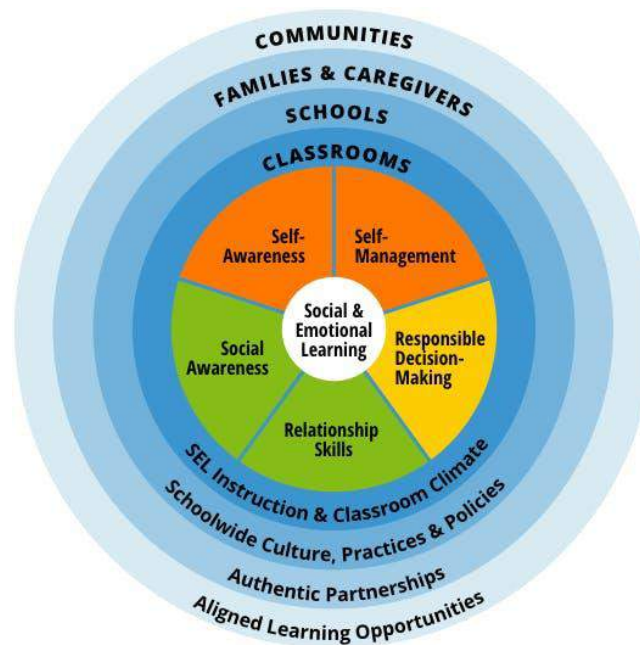 COMMUNITIES
FAMILIES & CAREGIVERS
SCHOOLS
CLASSROOMS
Self-
Awareness
Self-
Management
Social &
Emotional
Learning
Social
Awareness
Responsible
Decision-
Making
Relationship
Skills
SEL Instruction & Classroom Climate
Schoolwide Culture, Practices & Policies
Authentic Partnerships
Aligned Learning Opportunities